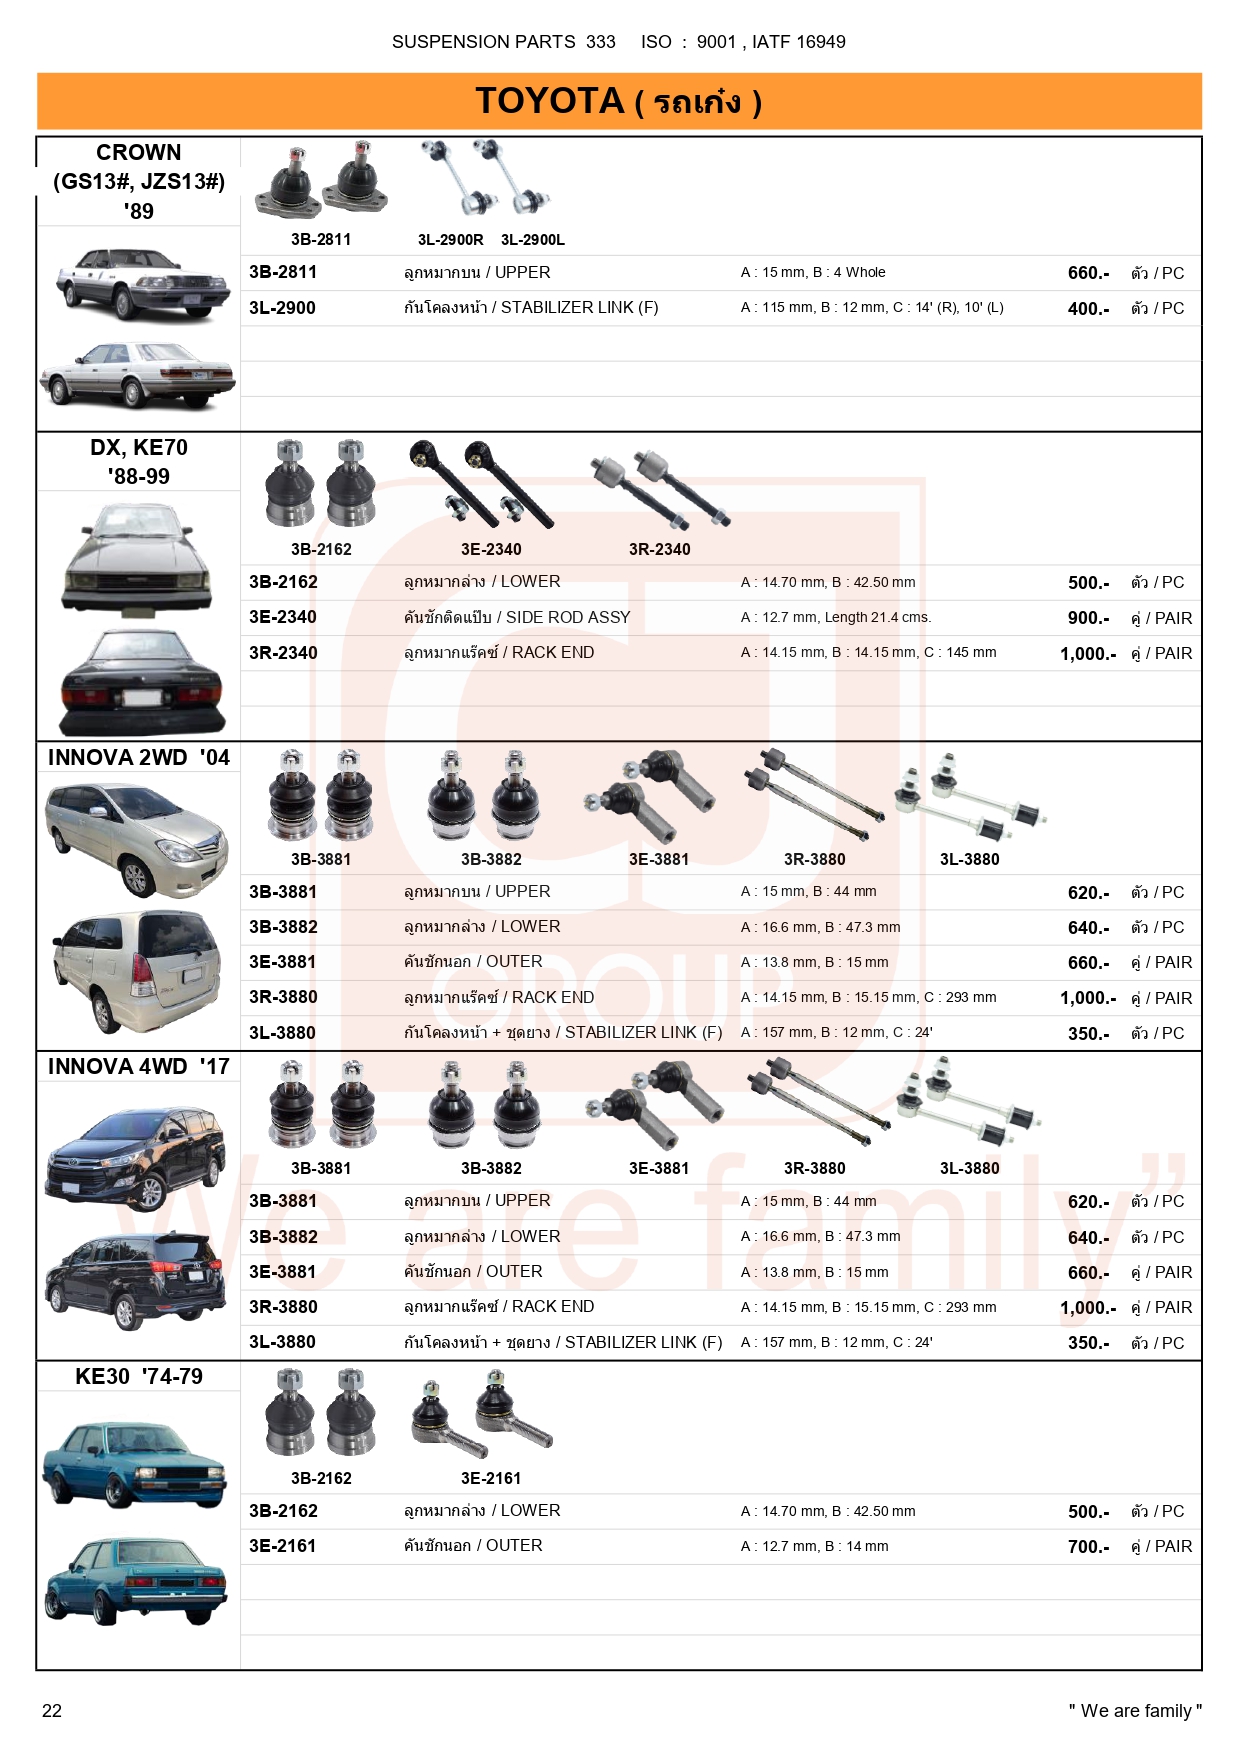 SUSPENSION PARTS 333 ISO : 9001 , IATF 16949
TOYOTA ( รถเก๋ง )
CROWN
(GS13#, JZS13#)
'89
3B-2811 3L-2900R 3L-2900L
3B-2811 ลูกหมากบน / UPPER A : 15 mm, B : 4 Whole 660.- ตัว / PC
3L-2900 กันโคลงหน้า / STABILIZER LINK (F) A : 115 mm, B : 12 mm, C : 14' (R), 10' (L) 400.- ตัว / PC
DX, KE70
'88-99
3B-2162 3E-2340 3R-2340
3B-2162 ลูกหมากล่าง / LOWER A : 14.70 mm, B : 42.50 mm 500.- ตัว / PC
3E-2340 คันชักติดแป๊บ / SIDE ROD ASSY A : 12.7 mm, Length 21.4 cms. 900.- คู่ / PAIR
3R-2340 ลูกหมากแร๊คซ์ / RACK END A : 14.15 mm, B : 14.15 mm, C : 145 mm 1,000.- คู่ / PAIR
INNOVA 2WD '04
3B-3881 3B-3882 3E-3881 3R-3880 3L-3880
3B-3881 ลูกหมากบน / UPPER A : 15 mm, B : 44 mm 620.- ตัว / PC
3B-3882 ลูกหมากล่าง / LOWER A : 16.6 mm, B : 47.3 mm 640.- ตัว / PC
3E-3881 คันชักนอก / OUTER A : 13.8 mm, B : 15 mm 660.- คู่ / PAIR
3R-3880 ลูกหมากแร๊คซ์ / RACK END A : 14.15 mm, B : 15.15 mm, C : 293 mm 1,000.- คู่ / PAIR
3L-3880 กันโคลงหน้า + ชุดยาง / STABILIZER LINK (F) A : 157 mm, B : 12 mm, C : 24' 350.- ตัว / PC
GROUP
INNOVA 4WD '17
3B-3881 3B-3882 3E-3881 3R-3880 3L-3880
3B-3881 ลูกหมากบน / UPPER A : 15 mm, B : 44 mm 620.- ตัว / PC
3B-3882 ลูกหมากล่าง / LOWER A : 16.6 mm, B : 47.3 mm 640.- ตัว / PC
3E-3881 คันชักนอก / OUTER A : 13.8 mm, B : 15 mm 660.- คู่ / PAIR
3R-3880 ลูกหมากแร๊คซ์ / RACK END A : 14.15 mm, B : 15.15 mm, C : 293 mm 1,000.- คู่ / PAIR
3L-3880 กันโคลงหน้า + ชุดยาง / STABILIZER LINK (F) A : 157 mm, B : 12 mm, C : 24' 350.- ตัว / PC
We are family”
KE30 '74-79
3B-2162 3E-2161
3B-2162 ลูกหมากล่าง / LOWER A : 14.70 mm, B : 42.50 mm 500.- ตัว / PC
3E-2161 คันชักนอก / OUTER A : 12.7 mm, B : 14 mm 700.- คู่ / PAIR
22 " We are family "